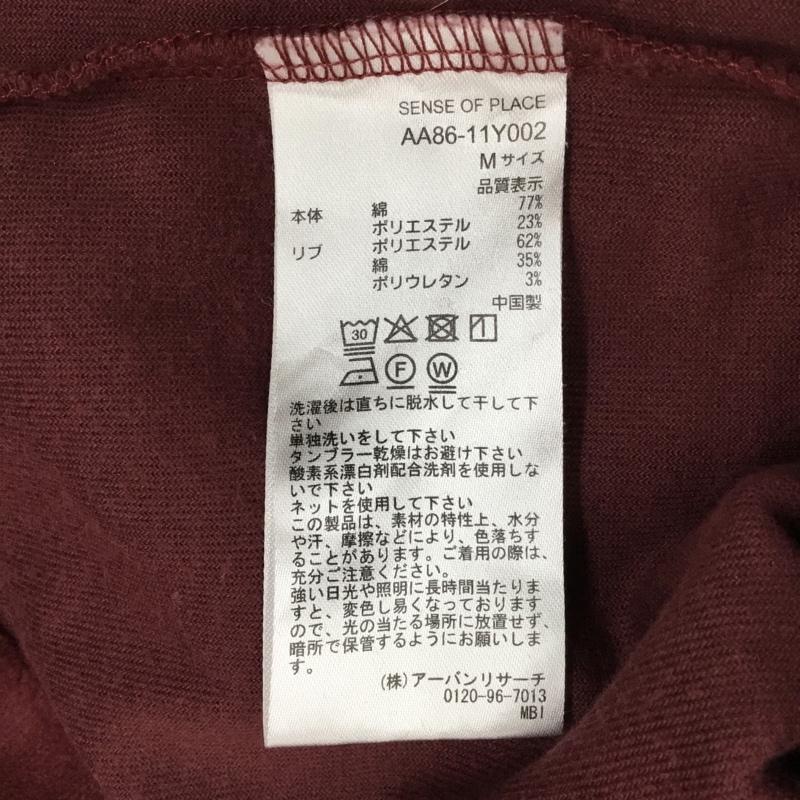 SENSE OF PLACE
AA86-11Y002
Mサイズ
品質表示
本体 綿 77%
ポリエステル 23%
リブ ポリエステル 62%
綿 35%
ポリウレタン 3%
中国製
30
F W
洗濯後は直ちに脱水して干して下
さい
単独洗いをして下さい
タンブラー乾燥はお避け下さい
酸素系漂白剤配合洗剤を使用しな
いで下さい
ネットを使用して下さい
この製品は、素材の特性上、水分
や汗、摩擦などにより、色落ちす
ることがあります。ご着用の際は、
充分ご注意ください。
強い日光や照明に長時間当たりま
すと、変色し易くなっております
ので、光の当たる場所に放置せず、
暗所で保管するようにお願いしま
す。
(株)アーバンリサーチ
0120-96-7013
MBI